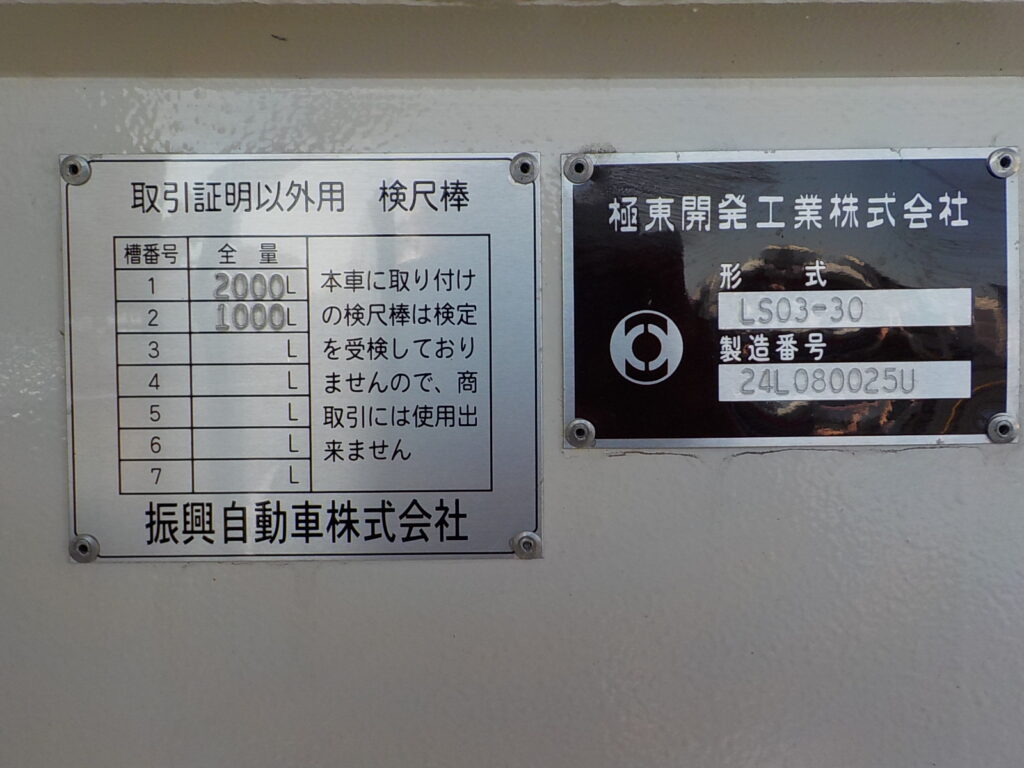 取引証明以外用 検尺棒
槽番号 全量
1 2000L
2 1000L
3 L
4 L
5 L
6 L
7 L
本車に取り付け
の検尺棒は検定
を受検しており
ませんので、商
取引には使用出
来ません
振興自動車株式会社
極東開発工業株式会社
形式
LS03-30
製造番号
24L080025U